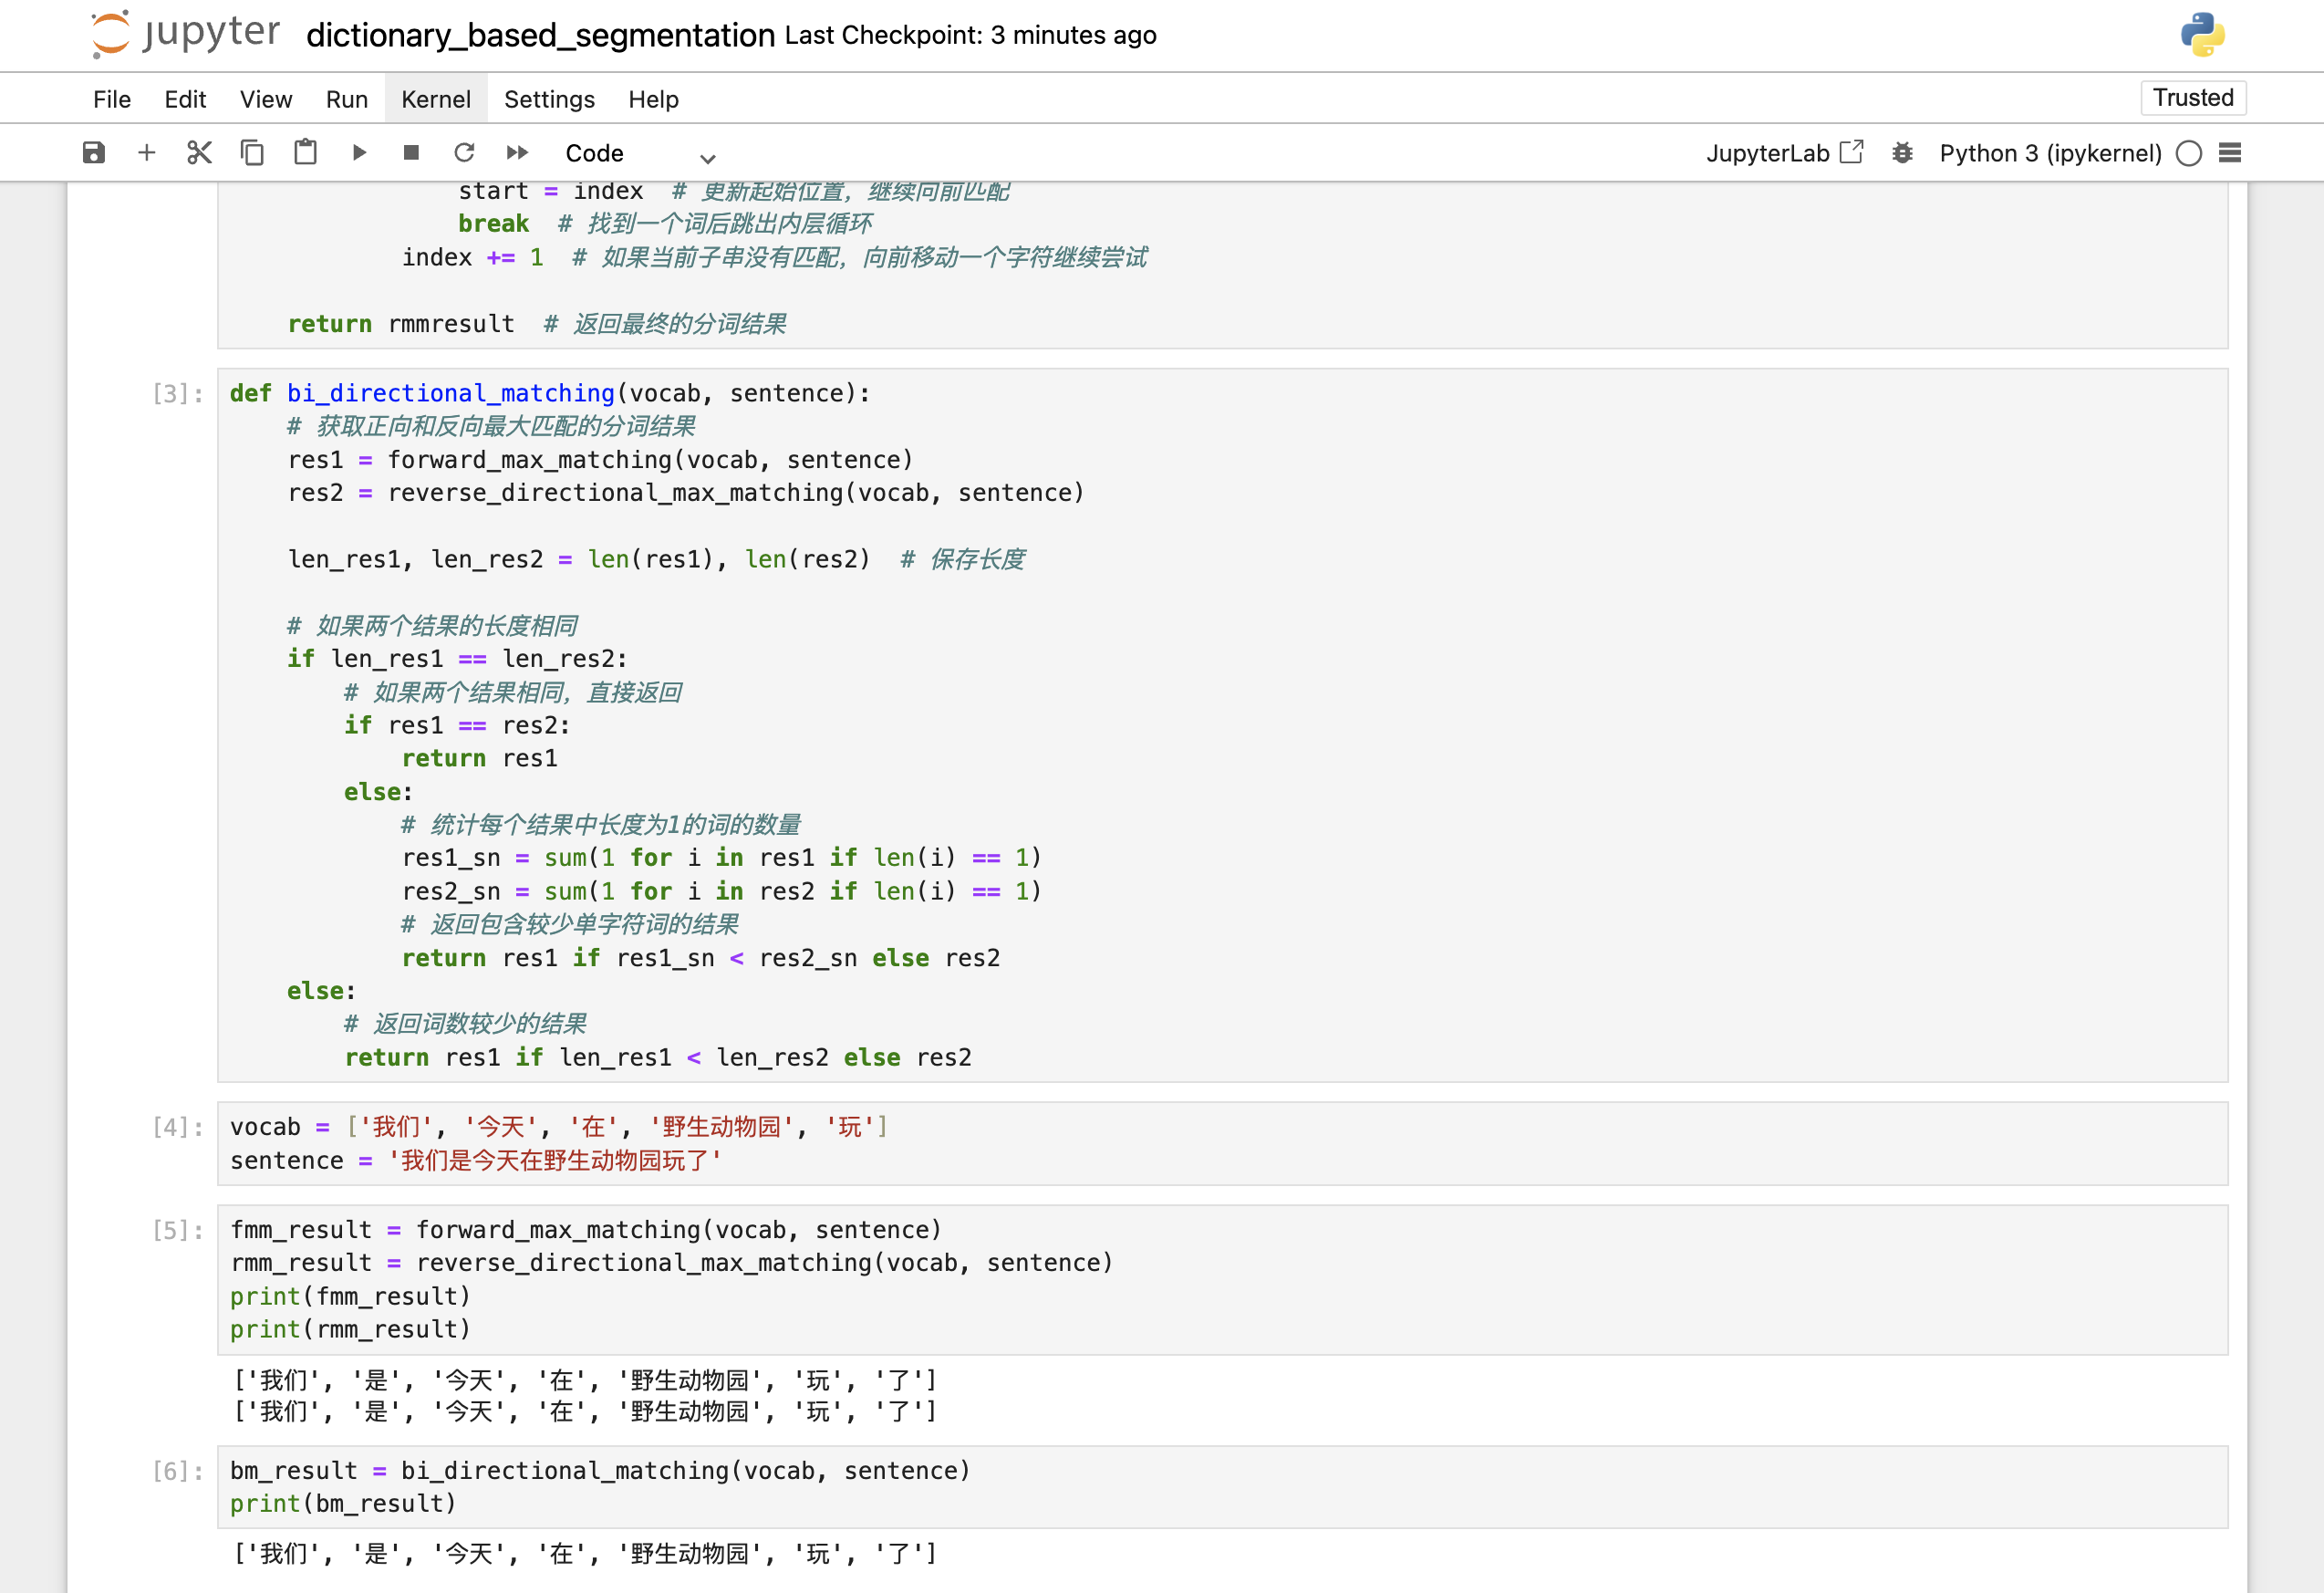 jupyter dictionary_based_segmentation Last Checkpoint: 3 minutes ago
File Edit View Run Kernel Settings Help Trusted
Code JupyterLab Python 3 (ipykernel)
start = index  # 更新起始位置，继续向前匹配
break  # 找到一个词后跳出内层循环
index += 1  # 如果当前子串没有匹配，向前移动一个字符继续尝试
return rmmresult  # 返回最终的分词结果
[3]: def bi_directional_matching(vocab, sentence):
# 获取正向和反向最大匹配的分词结果
res1 = forward_max_matching(vocab, sentence)
res2 = reverse_directional_max_matching(vocab, sentence)
len_res1, len_res2 = len(res1), len(res2)  # 保存长度
# 如果两个结果的长度相同
if len_res1 == len_res2:
# 如果两个结果相同，直接返回
if res1 == res2:
return res1
else:
# 统计每个结果中长度为1的词的数量
res1_sn = sum(1 for i in res1 if len(i) == 1)
res2_sn = sum(1 for i in res2 if len(i) == 1)
# 返回包含较少单字符词的结果
return res1 if res1_sn < res2_sn else res2
else:
# 返回词数较少的结果
return res1 if len_res1 < len_res2 else res2
[4]: vocab = ['我们', '今天', '在', '野生动物园', '玩']
sentence = '我们是今天在野生动物园玩了'
[5]: fmm_result = forward_max_matching(vocab, sentence)
rmm_result = reverse_directional_max_matching(vocab, sentence)
print(fmm_result)
print(rmm_result)
['我们', '是', '今天', '在', '野生动物园', '玩', '了']
['我们', '是', '今天', '在', '野生动物园', '玩', '了']
[6]: bm_result = bi_directional_matching(vocab, sentence)
print(bm_result)
['我们', '是', '今天', '在', '野生动物园', '玩', '了']